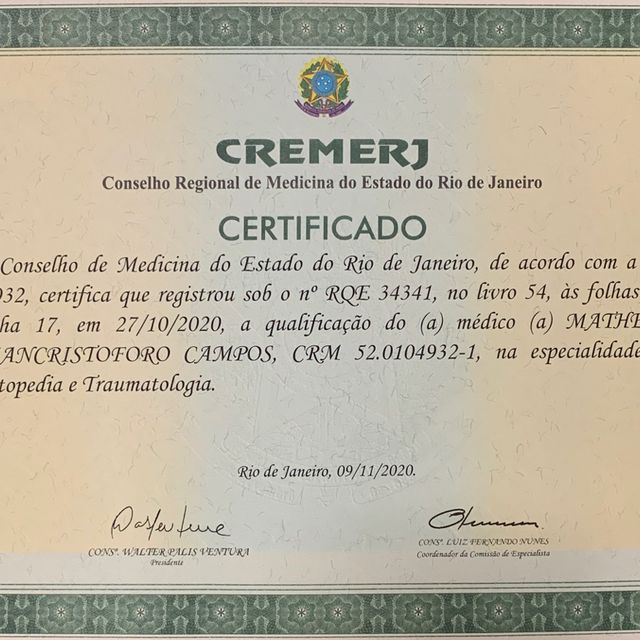 CREMERJ
Conselho Regional de Medicina do Estado do Rio de Janeiro
CERTIFICADO
Conselho de Medicina do Estado do Rio de Janeiro, de acordo com a
932, certifica que registrou sob o nº RQE 34341, no livro 54, às folhas
ha 17, em 27/10/2020, a qualificação do (a) médico (a) MATHE
ANCRISTOFORO CAMPOS, CRM 52.0104932-1, na especialidade
topedia e Traumatologia.
Rio de Janeiro, 09/11/2020.
CONSº. WALTER PALIS VENTURA
Presidente
CONSº. LUIZ FERNANDO NUNES
Coordenador da Comissão de Especialista